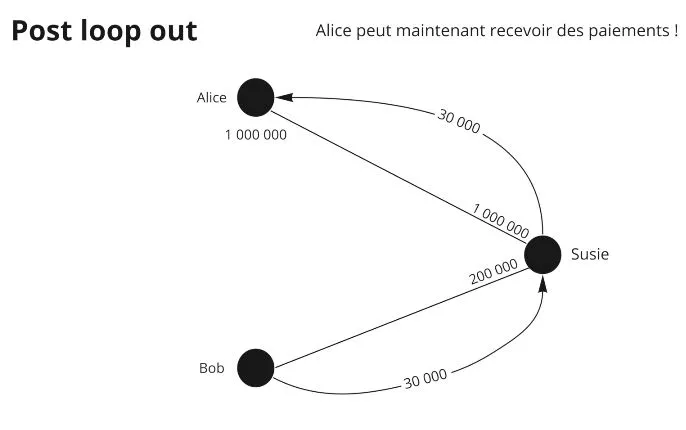 Post loop out
Alice peut maintenant recevoir des paiements !
Alice
1 000 000
30 000
1 000 000
Susie
200 000
Bob
30 000